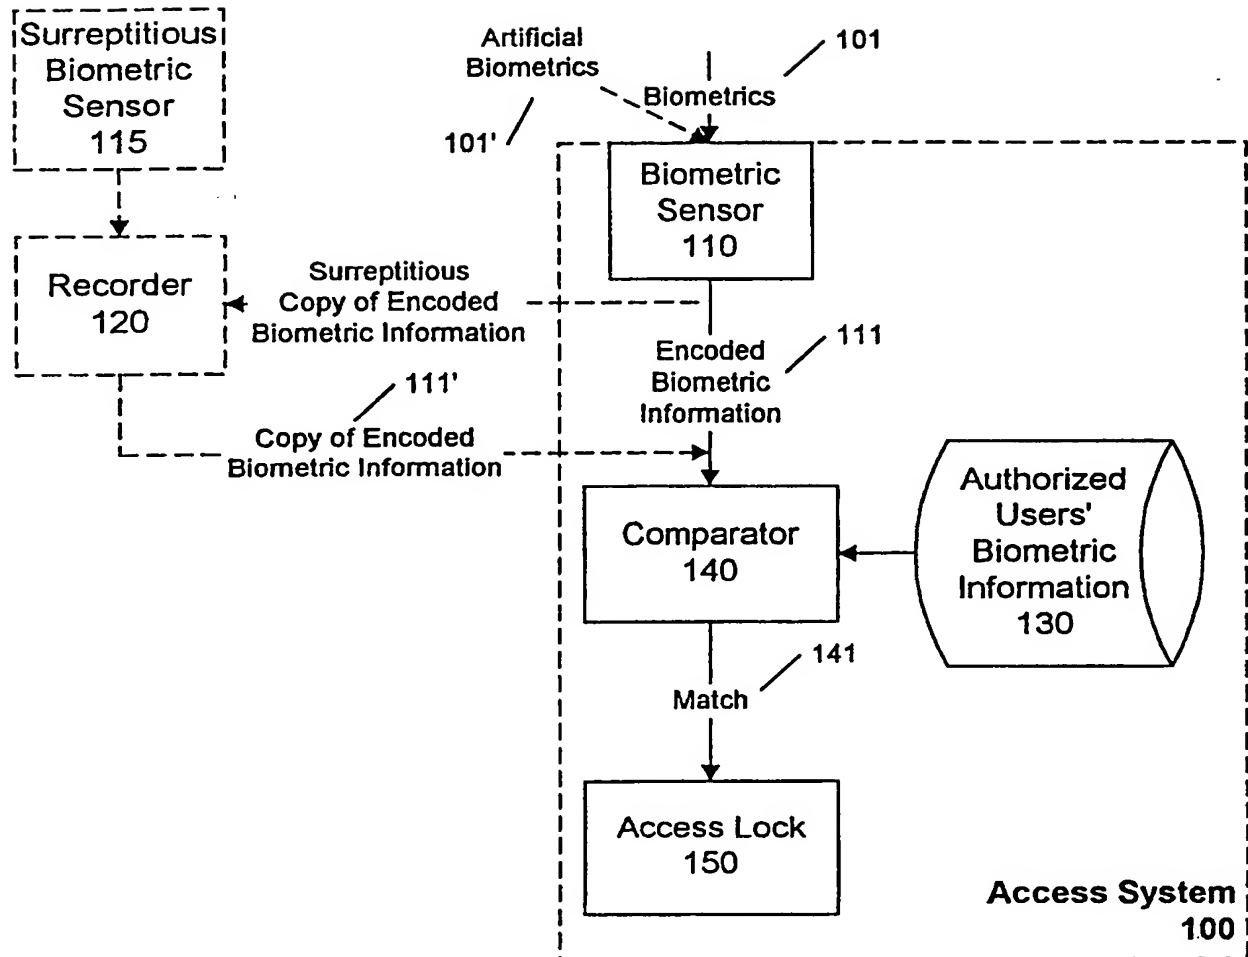 Surreptitious
Biometric
Sensor
115
Artificial
Biometrics
101
Biometrics
101'
Biometric
Sensor
110
Recorder
120
Surreptitious
Copy of Encoded
Biometric Information
Encoded
Biometric
Information
111
111'
Copy of Encoded
Biometric Information
Comparator
140
Authorized
Users'
Biometric
Information
130
141
Match
Access Lock
150
Access System
100